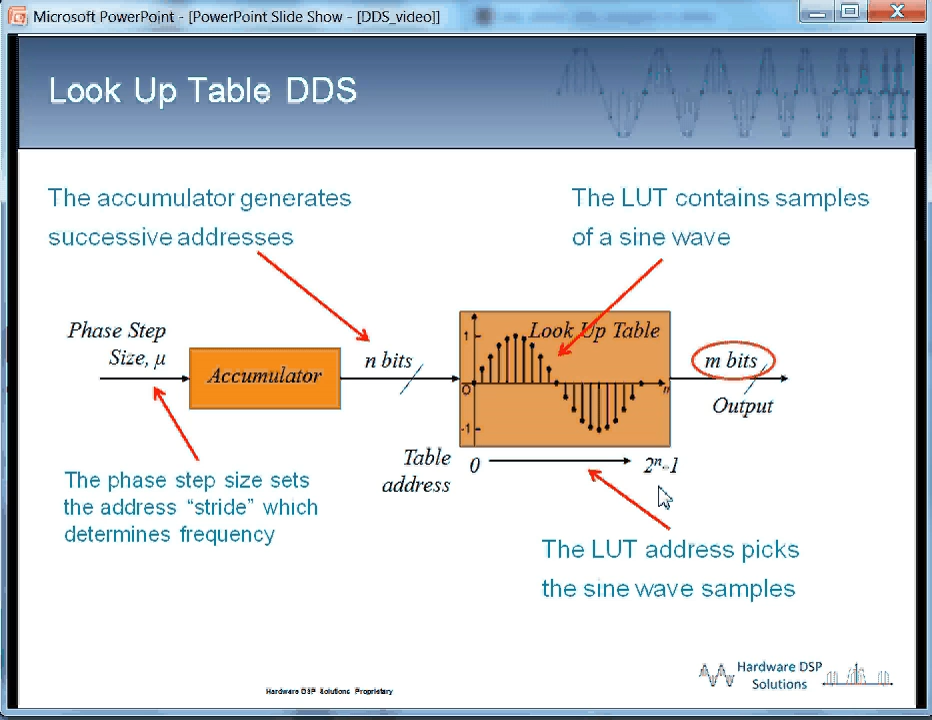 Microsoft PowerPoint - [PowerPoint Slide Show - [DDS_video]]
Look Up Table DDS
The accumulator generates
successive addresses
The LUT contains samples
of a sine wave
Phase Step
Size, μ
Accumulator
n bits
Look Up Table
1
0
-1
n
m bits
Output
Table
address
0
2ⁿ-1
The phase step size sets
the address “stride” which
determines frequency
The LUT address picks
the sine wave samples
Hardware DSP
Solutions
Hardware DSP Solutions Proprietary